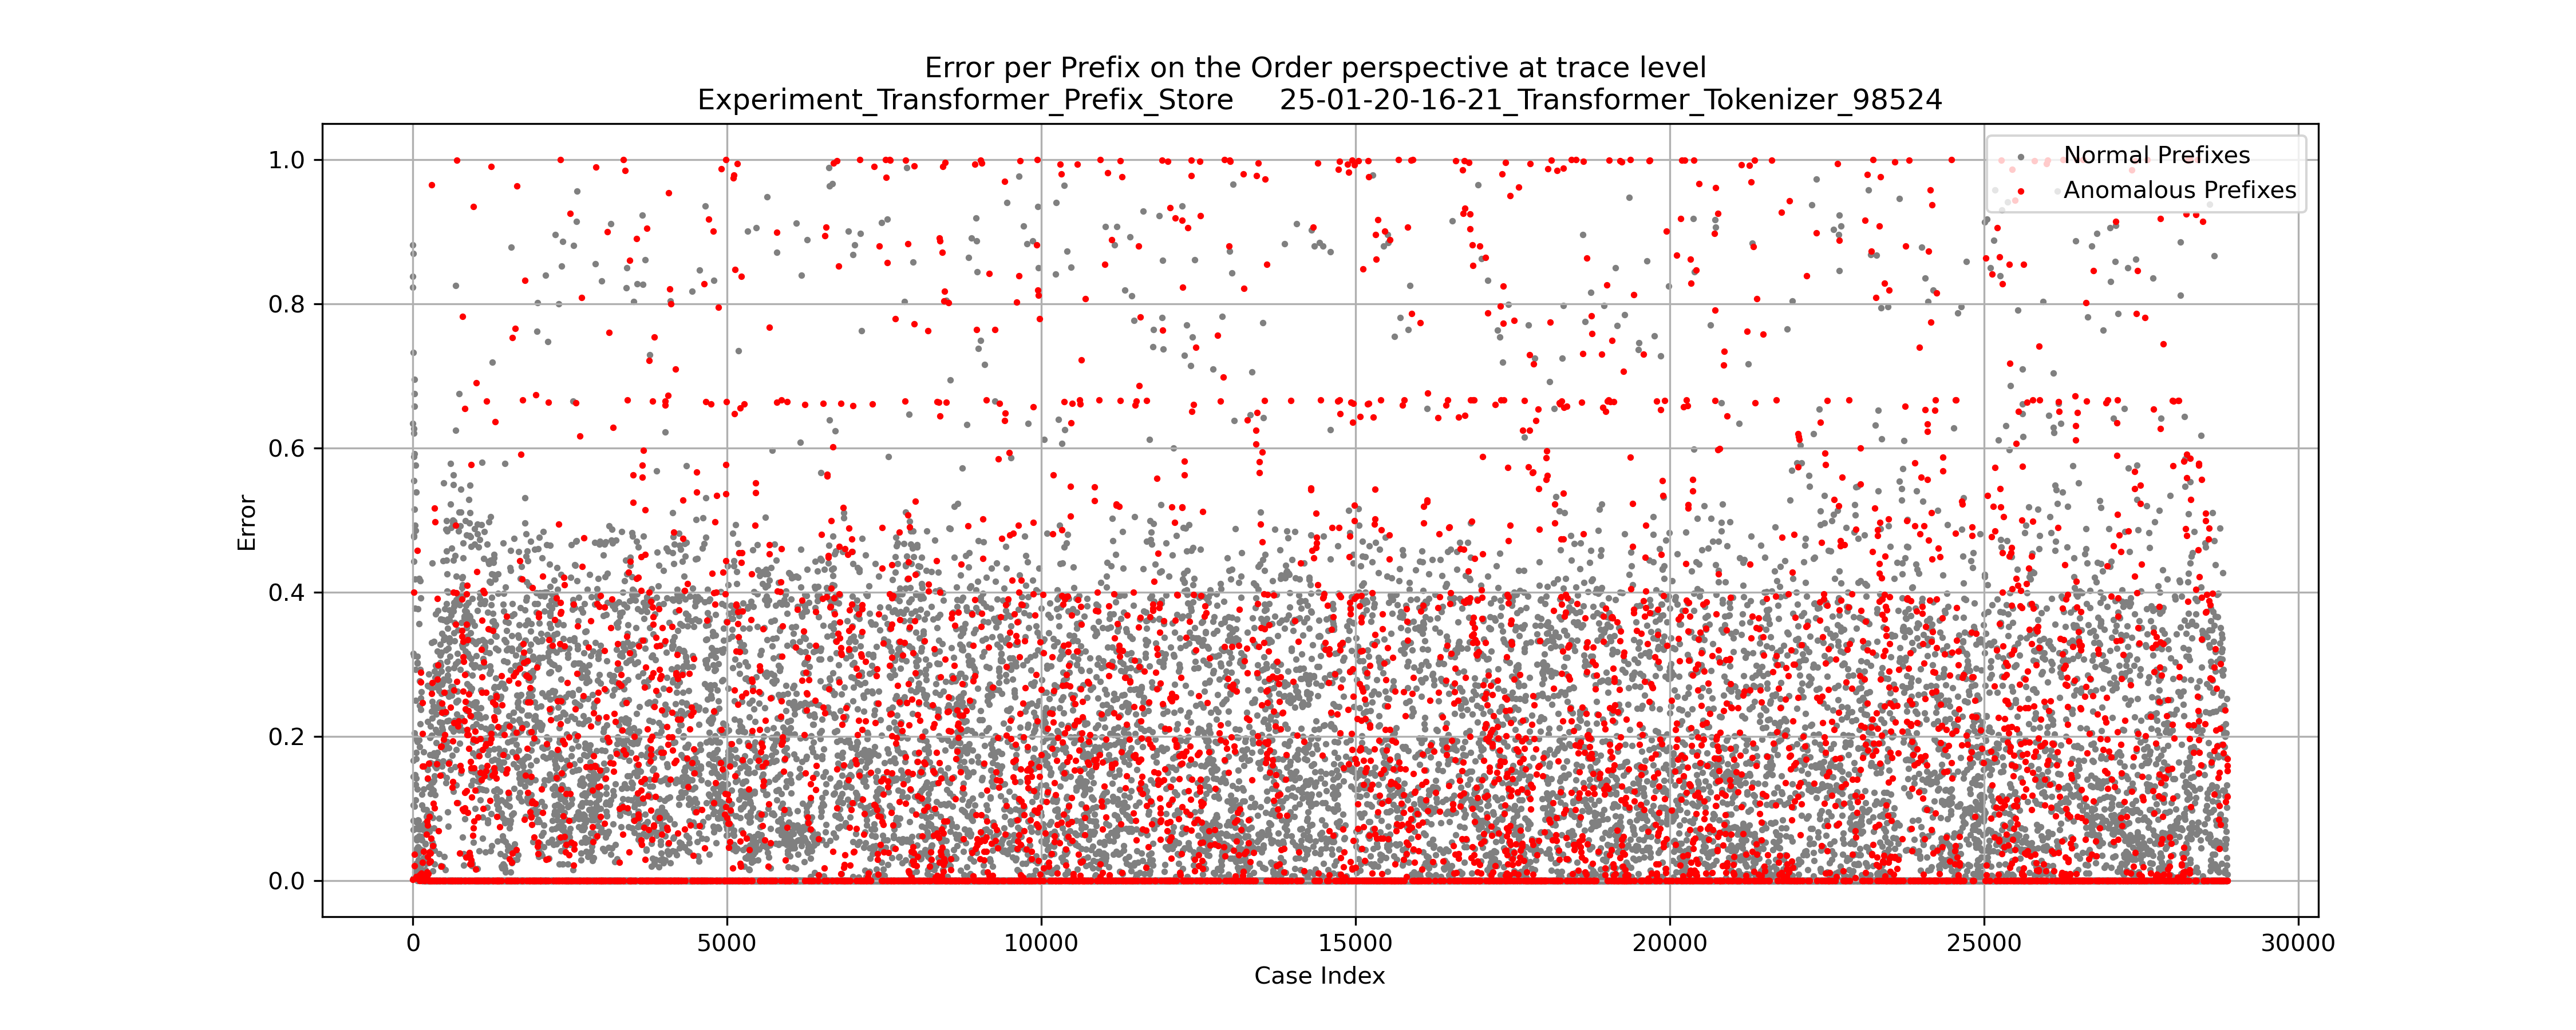 Error per Prefix on the Order perspective at trace level
Experiment_Transformer_Prefix_Store 25-01-20-16-21_Transformer_Tokenizer_98524
Normal Prefixes
Anomalous Prefixes
1.0
0.8
0.6
0.4
0.2
0.0
Error
0 5000 10000 15000 20000 25000 30000
Case Index